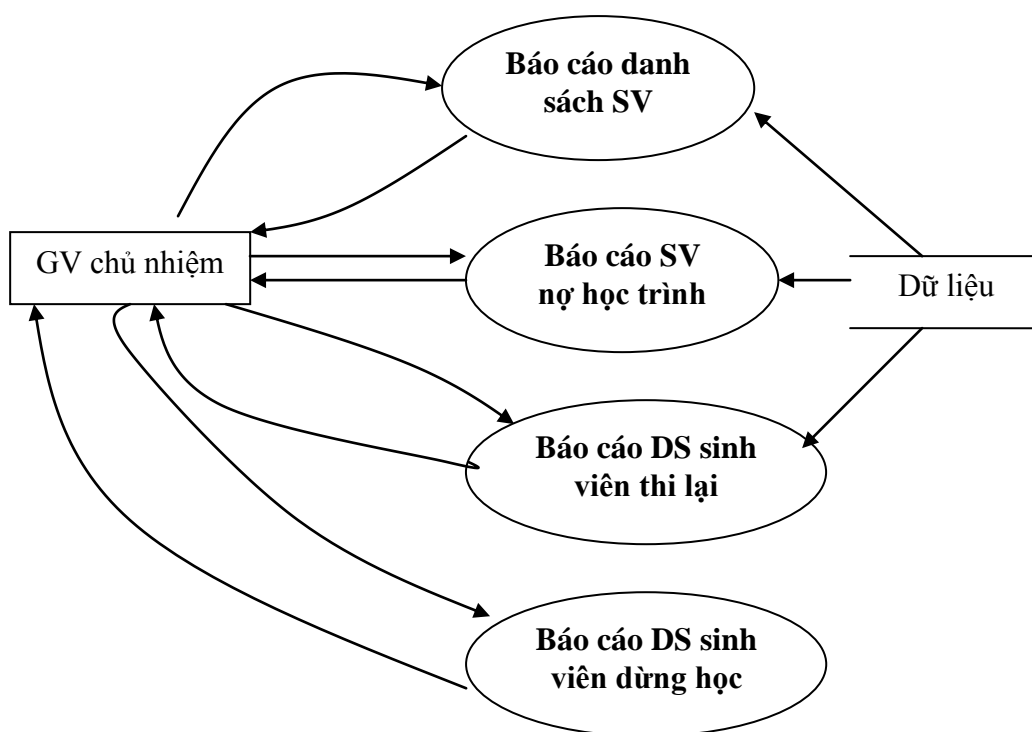 Báo cáo danh
sách SV
GV chủ nhiệm
Báo cáo SV
nợ học trình
Dữ liệu
Báo cáo DS sinh
viên thi lại
Báo cáo DS sinh
viên dừng học